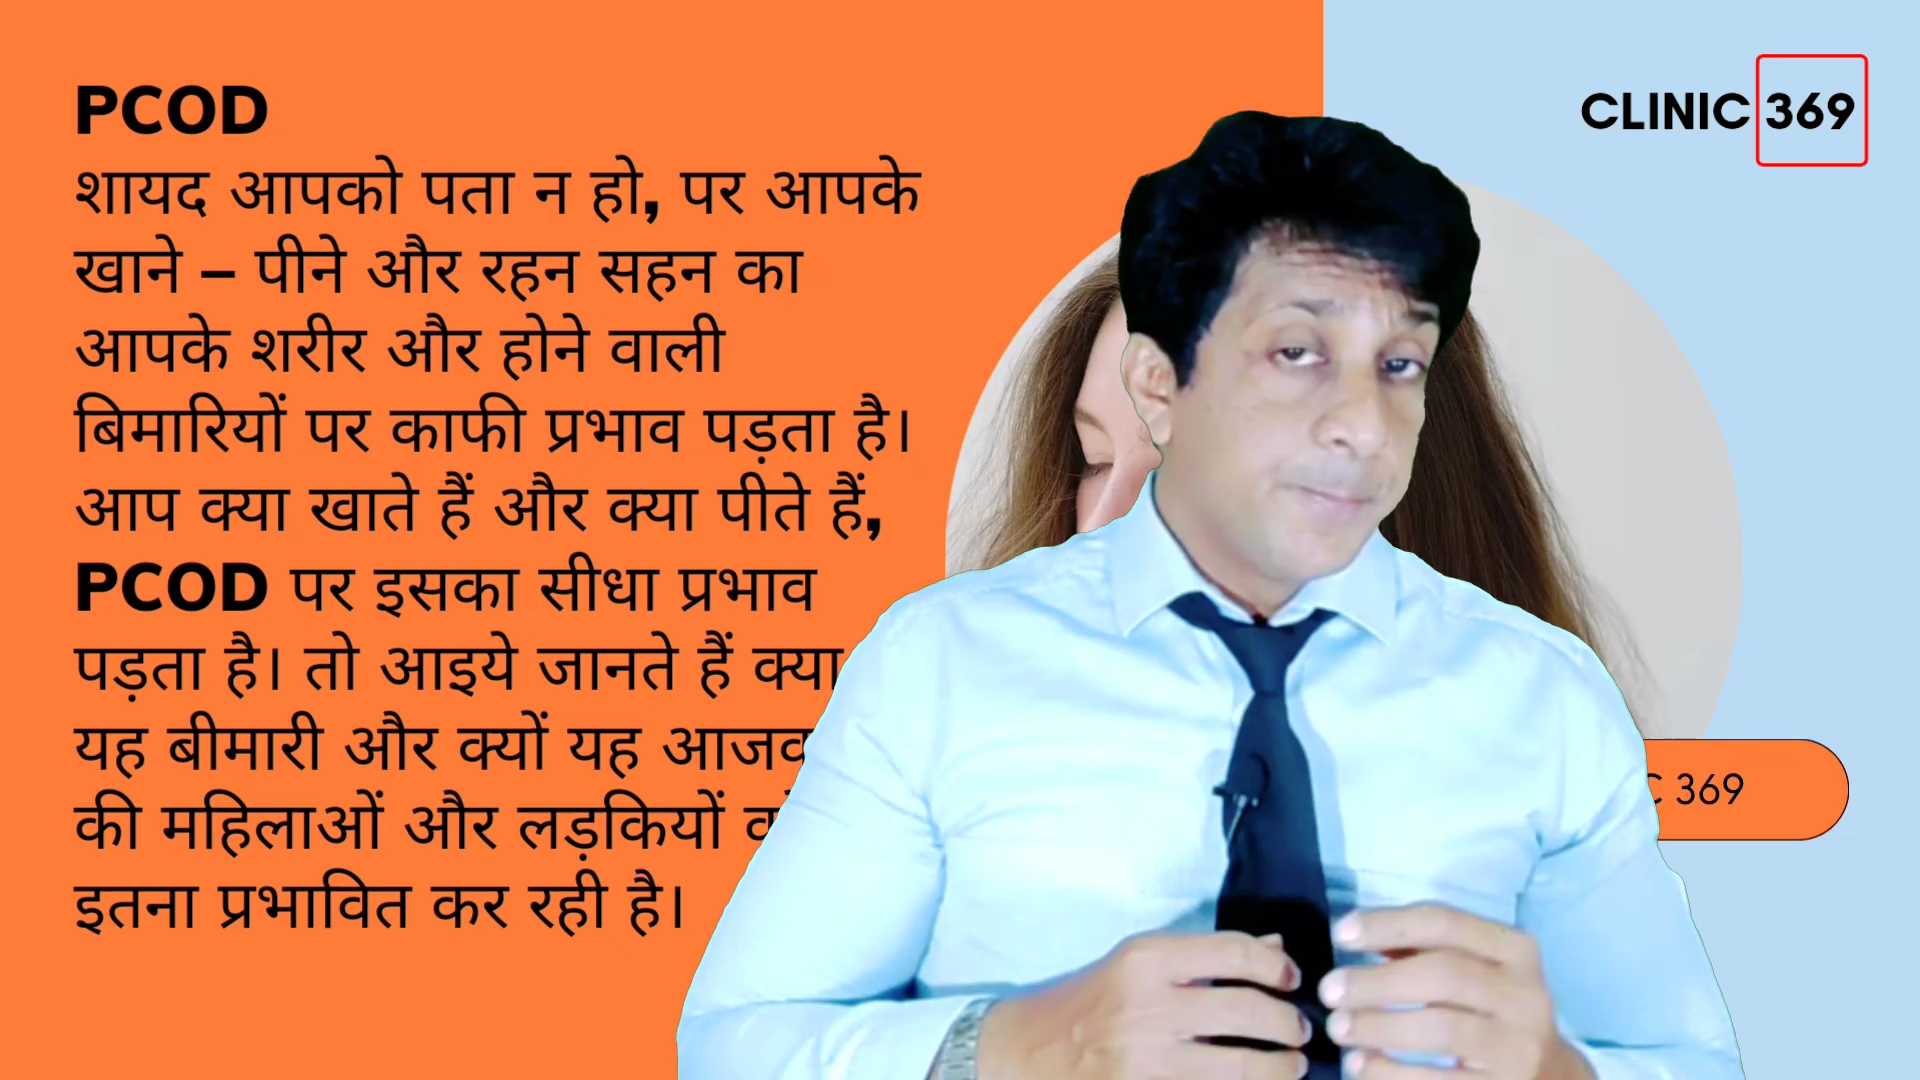 PCOD
शायद आपको पता न हो, पर आपके
खाने – पीने और रहन सहन का
आपके शरीर और होने वाली
बिमारियों पर काफी प्रभाव पड़ता है।
आप क्या खाते हैं और क्या पीते हैं,
PCOD पर इसका सीधा प्रभाव
पड़ता है। तो आइये जानते हैं क्या
यह बीमारी और क्यों यह
की महिलाओं और लड़कियों
इतना प्रभावित कर रही है।
CLINIC 369
369